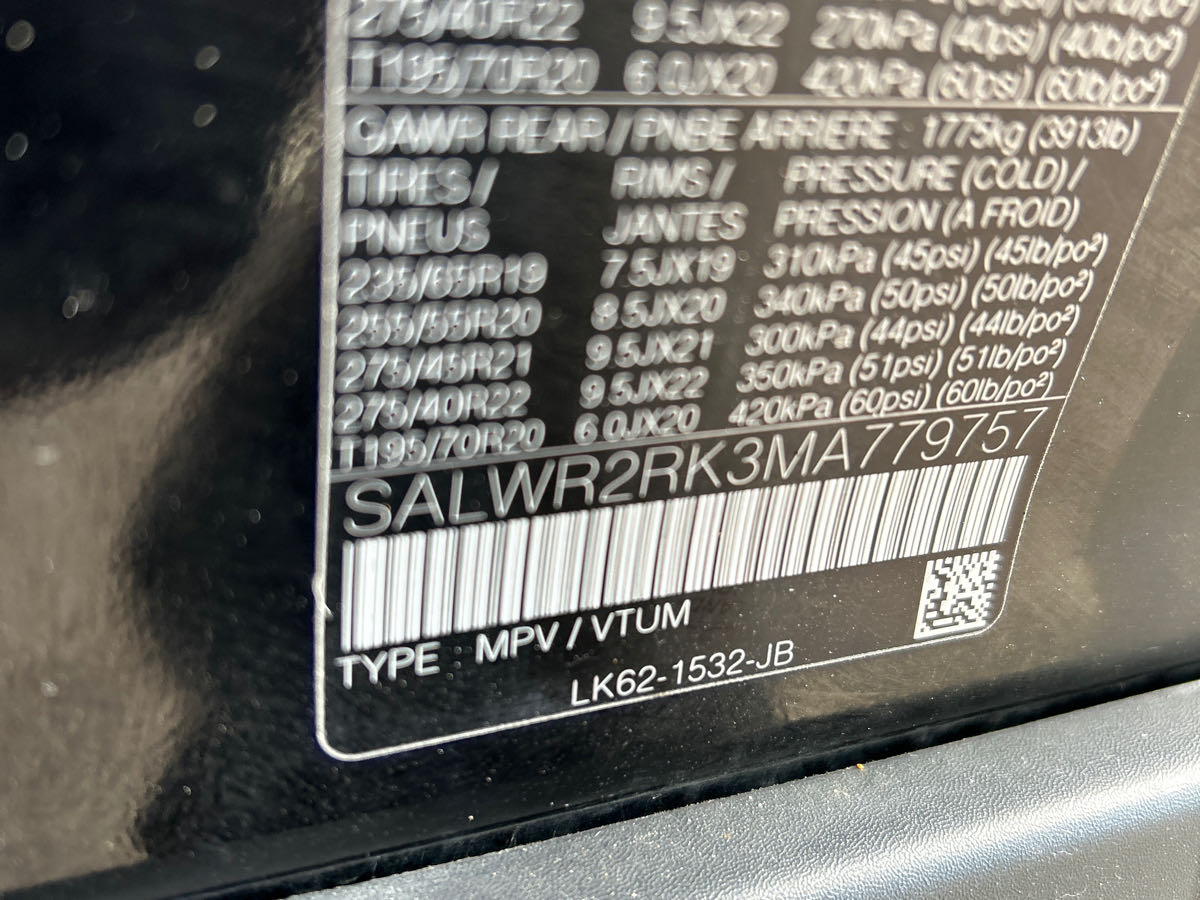 275/40R22 9.5JX22 270kPa (40psi) (40lb/po²)
T195/70R20 6.0JX20 420kPa (60psi) (60lb/po²)
GAWR REAR / PNBE ARRIERE : 1775kg (3913lb)
TIRES / RIMS / PRESSURE (COLD) /
PNEUS JANTES PRESSION (A FROID)
235/65R19 7.5JX19 310kPa (45psi) (45lb/po²)
255/55R20 8.5JX20 340kPa (50psi) (50lb/po²)
275/45R21 9.5JX21 300kPa (44psi) (44lb/po²)
275/40R22 9.5JX22 350kPa (51psi) (51lb/po²)
T195/70R20 6.0JX20 420kPa (60psi) (60lb/po²)
SALWR2RK3MA779757
TYPE : MPV / VTUM
LK62-1532-JB